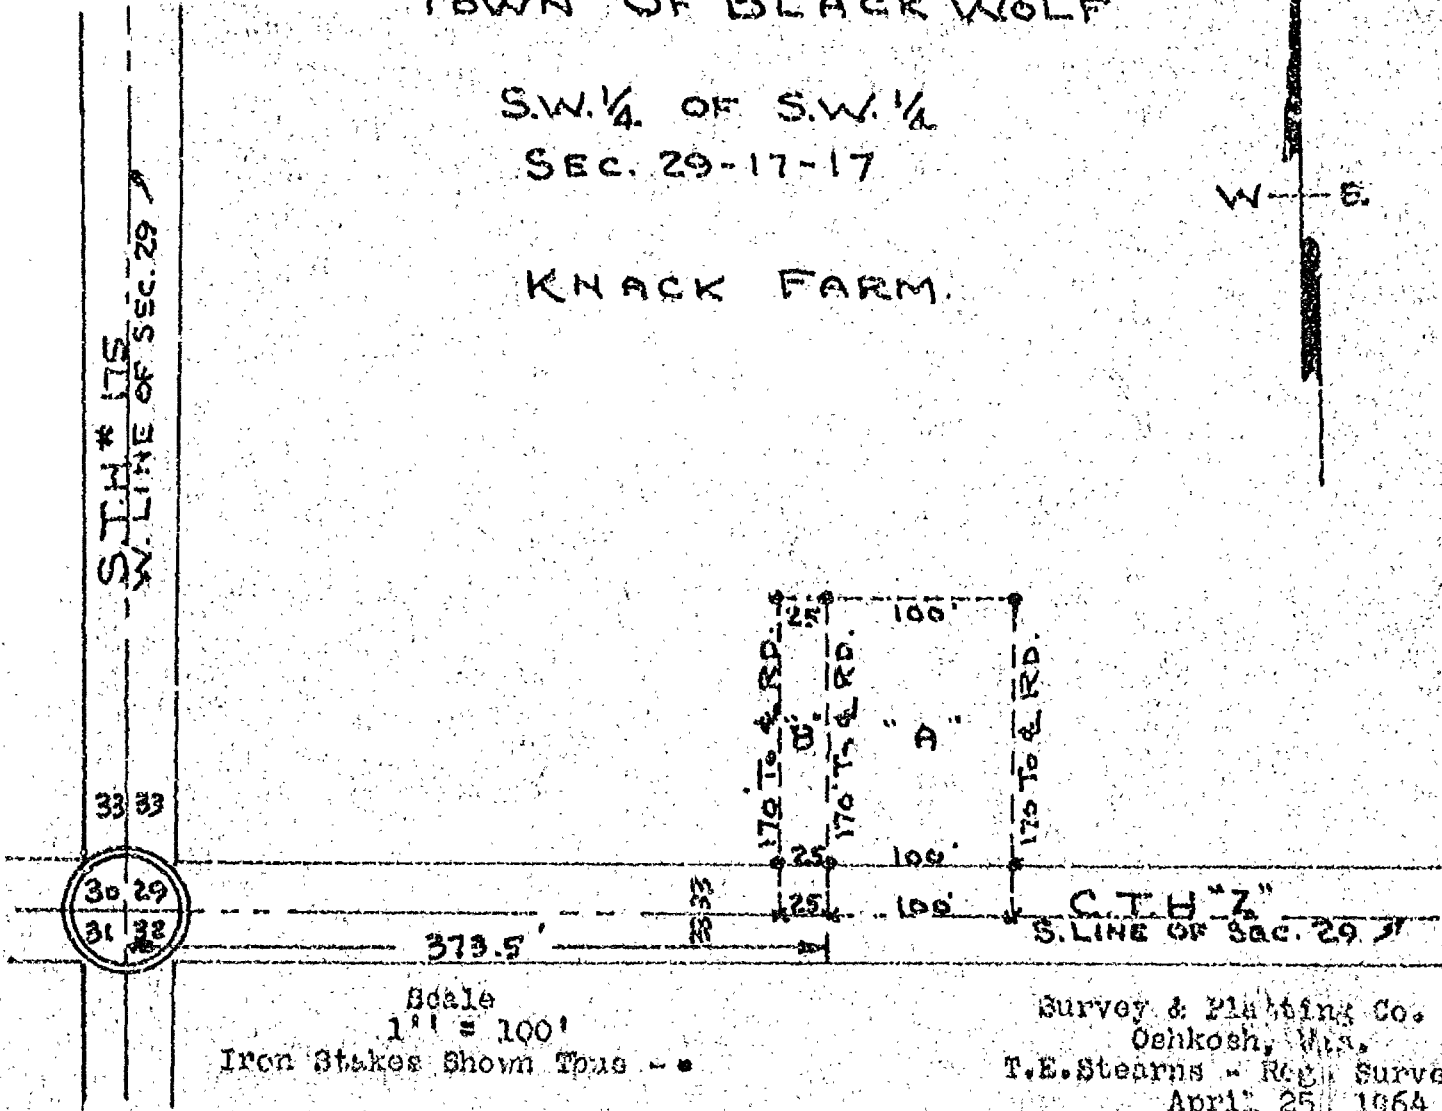 TOWN OF BLACK WOLF
S.W. 1/4. OF S.W. 1/4
SEC. 29-17-17
W E.
KNACK FARM.
S.T.H # 175
W. LINE OF SEC. 29
25 100'
170' TO ℄ RD.
170' TO ℄ RD.
170 TO ℄ RD.
"B" "A"
33 33
25 100'
30 29
31 32
33 33
25 100'
C.T.H "Z"
S. LINE OF SEC. 29
373.5'
Scale
1'' = 100'
Iron Stakes Shown Thus -
Survey & Platting Co.
Oshkosh, Wis.
T.E.Stearns - Reg. Surve
April 25, 1964